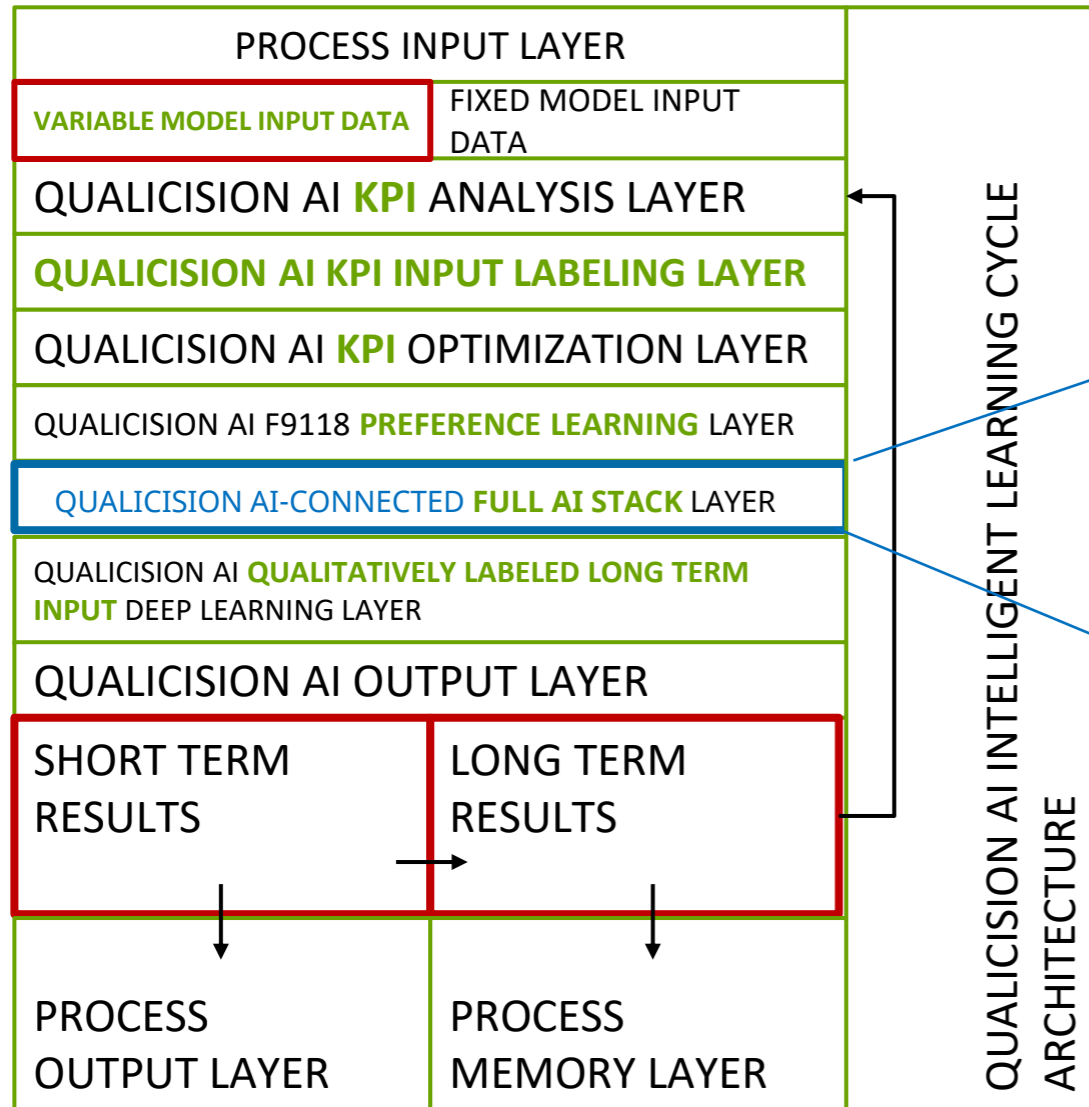 PROCESS INPUT LAYER
VARIABLE MODEL INPUT DATA
FIXED MODEL INPUT
DATA
QUALICISION AI KPI ANALYSIS LAYER
QUALICISION AI KPI INPUT LABELING LAYER
QUALICISION AI KPI OPTIMIZATION LAYER
QUALICISION AI F9118 PREFERENCE LEARNING LAYER
QUALICISION AI-CONNECTED FULL AI STACK LAYER
QUALICISION AI QUALITATIVELY LABELED LONG TERM
INPUT DEEP LEARNING LAYER
QUALICISION AI OUTPUT LAYER
SHORT TERM
RESULTS
LONG TERM
RESULTS
PROCESS
OUTPUT LAYER
PROCESS
MEMORY LAYER
QUALICISION AI INTELLIGENT LEARNING CYCLE
ARCHITECTURE